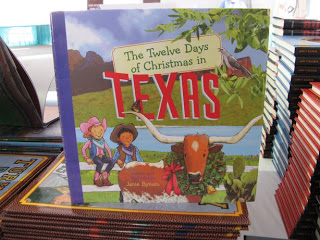 The Twelve Days
of Christmas in
TEXAS